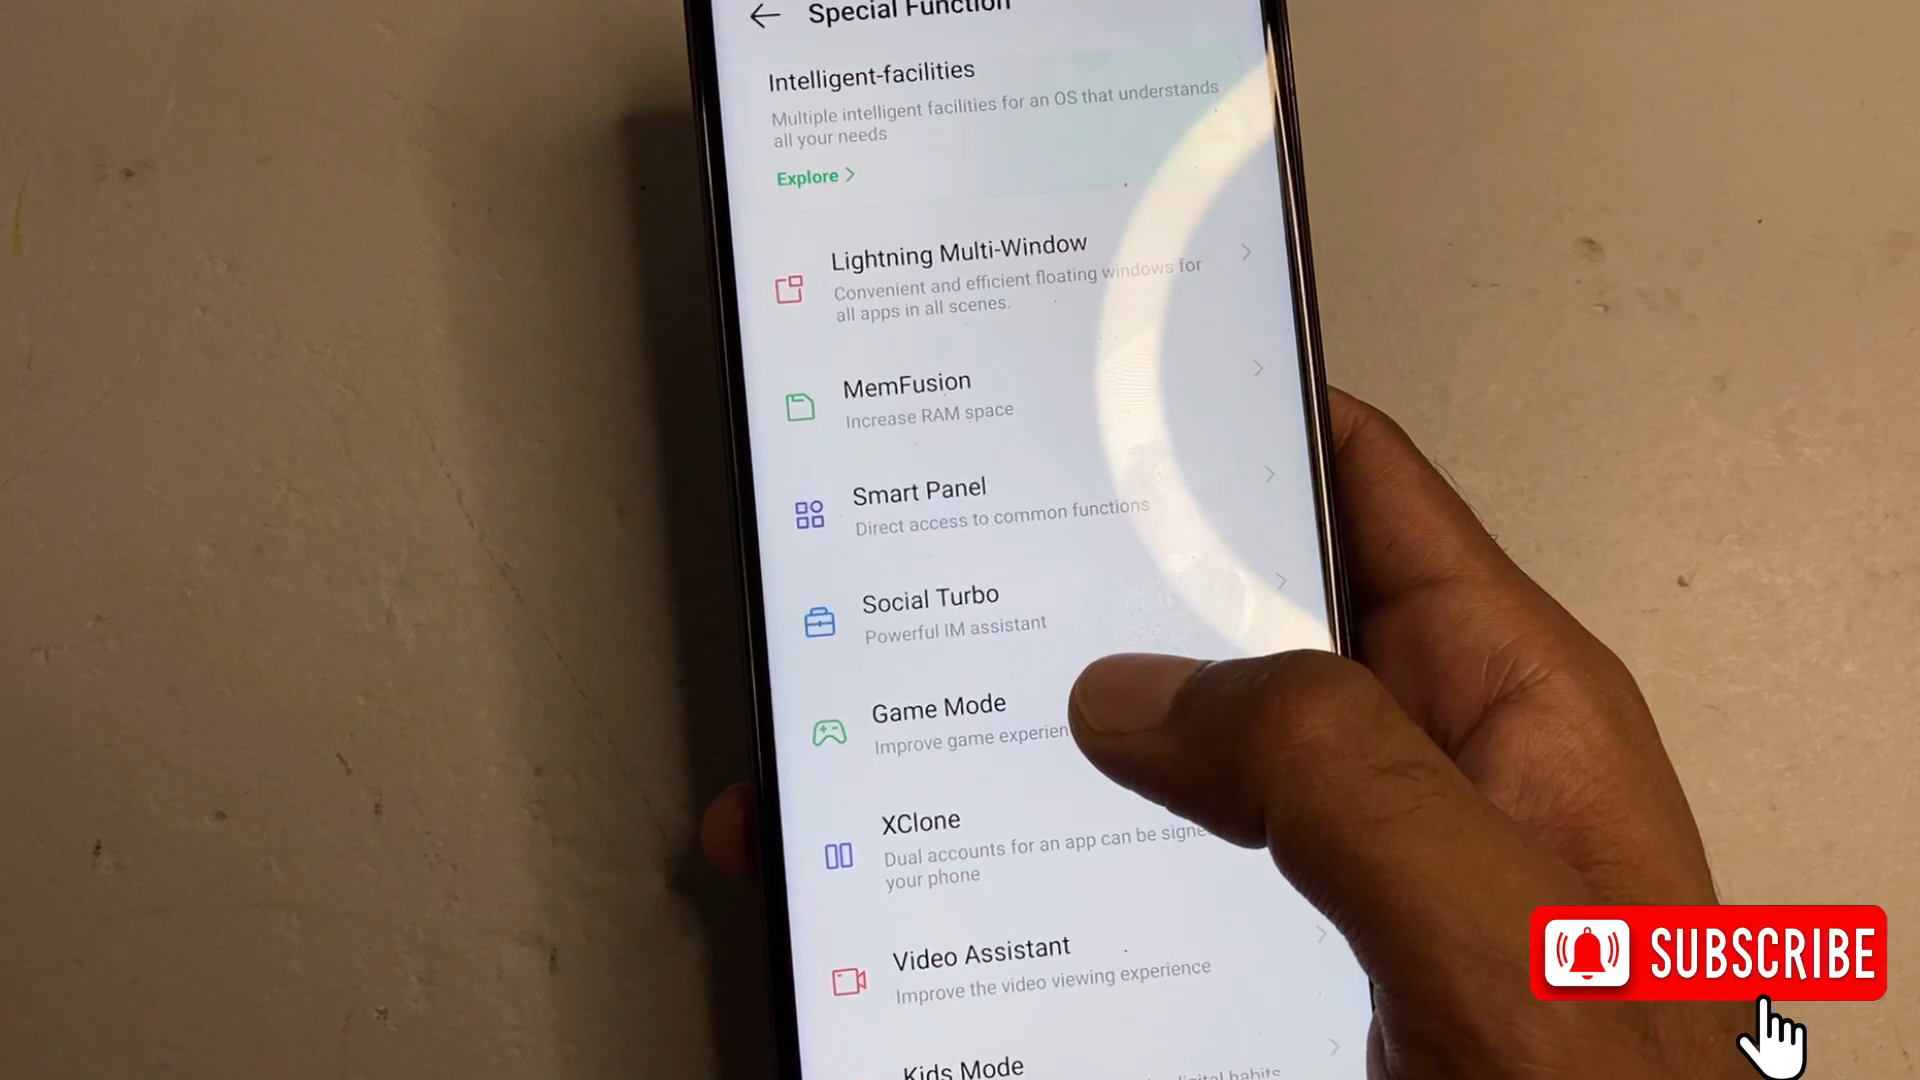 Special Function
Intelligent-facilities
Multiple intelligent facilities for an OS that understands
all your needs
Explore >
Lightning Multi-Window
Convenient and efficient floating windows for
all apps in all scenes.
MemFusion
Increase RAM space
Smart Panel
Direct access to common functions
Social Turbo
Powerful IM assistant
Game Mode
Improve game
XClone
Dual accounts for an app can be
your phone
Video Assistant
Improve the video viewing experience
Kids Mode
digital habits
SUBSCRIBE